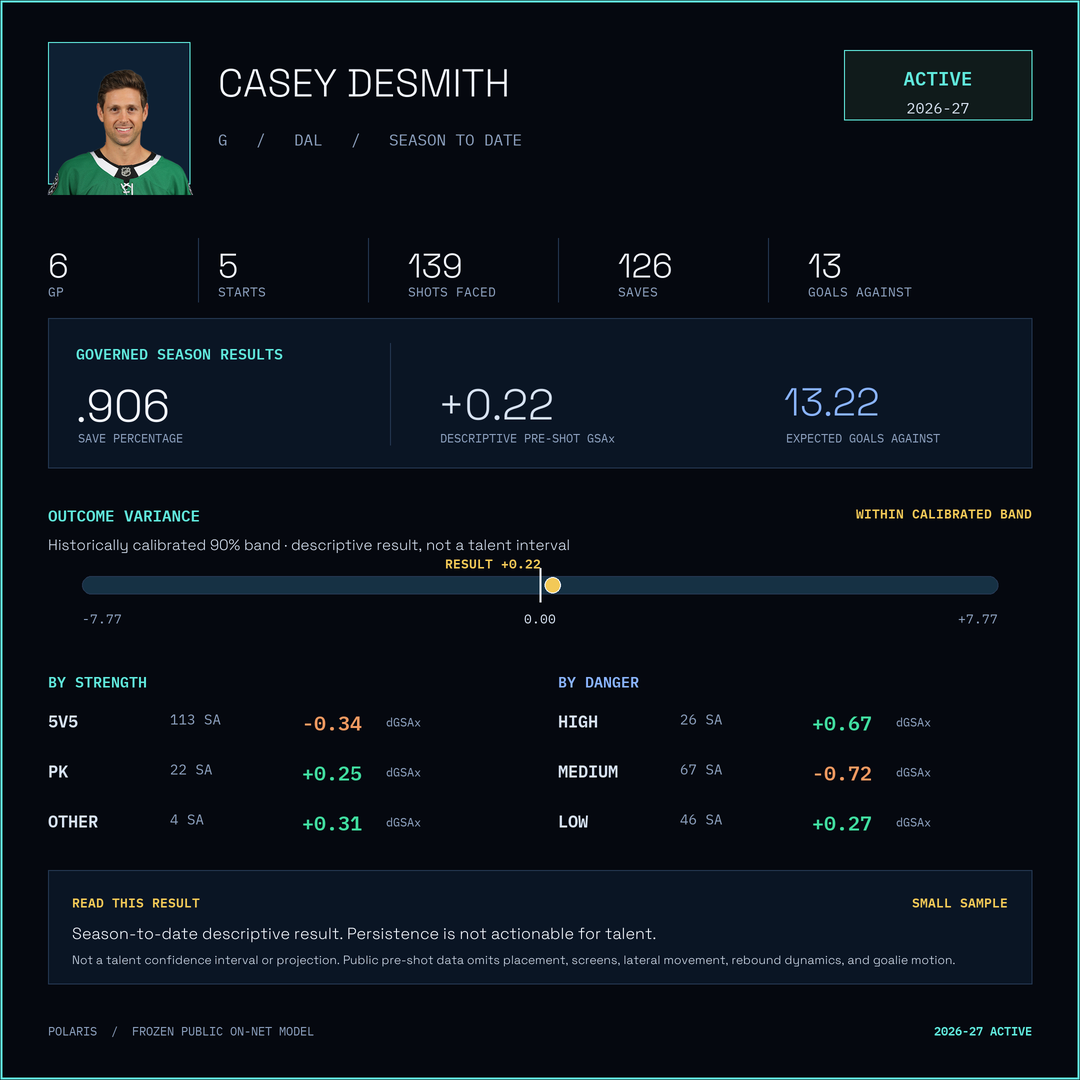 CASEY DESMITH
G / DAL / SEASON TO DATE
ACTIVE
2026-27
6
GP
5
STARTS
139
SHOTS FACED
126
SAVES
13
GOALS AGAINST
GOVERNED SEASON RESULTS
.906
SAVE PERCENTAGE
+0.22
DESCRIPTIVE PRE-SHOT GSAx
13.22
EXPECTED GOALS AGAINST
OUTCOME VARIANCE
WITHIN CALIBRATED BAND
Historically calibrated 90% band · descriptive result, not a talent interval
RESULT +0.22
-7.77
0.00
+7.77
BY STRENGTH
5V5 113 SA -0.34 dGSAx
PK 22 SA +0.25 dGSAx
OTHER 4 SA +0.31 dGSAx
BY DANGER
HIGH 26 SA +0.67 dGSAx
MEDIUM 67 SA -0.72 dGSAx
LOW 46 SA +0.27 dGSAx
READ THIS RESULT
SMALL SAMPLE
Season-to-date descriptive result. Persistence is not actionable for talent.
Not a talent confidence interval or projection. Public pre-shot data omits placement, screens, lateral movement, rebound dynamics, and goalie motion.
POLARIS / FROZEN PUBLIC ON-NET MODEL
2026-27 ACTIVE